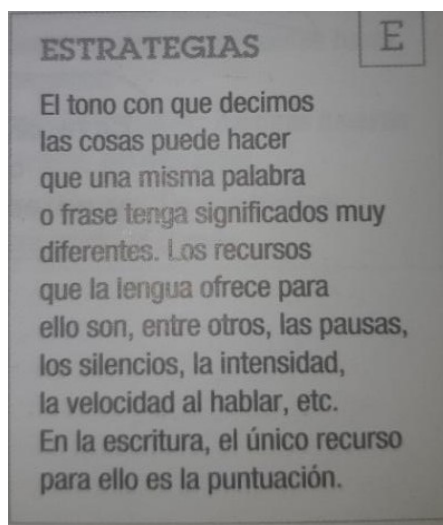 ESTRATEGIAS
E
El tono con que decimos
las cosas puede hacer
que una misma palabra
o frase tenga significados muy
diferentes. Los recursos
que la lengua ofrece para
ello son, entre otros, las pausas,
los silencios, la intensidad,
la velocidad al hablar, etc.
En la escritura, el único recurso
para ello es la puntuación.